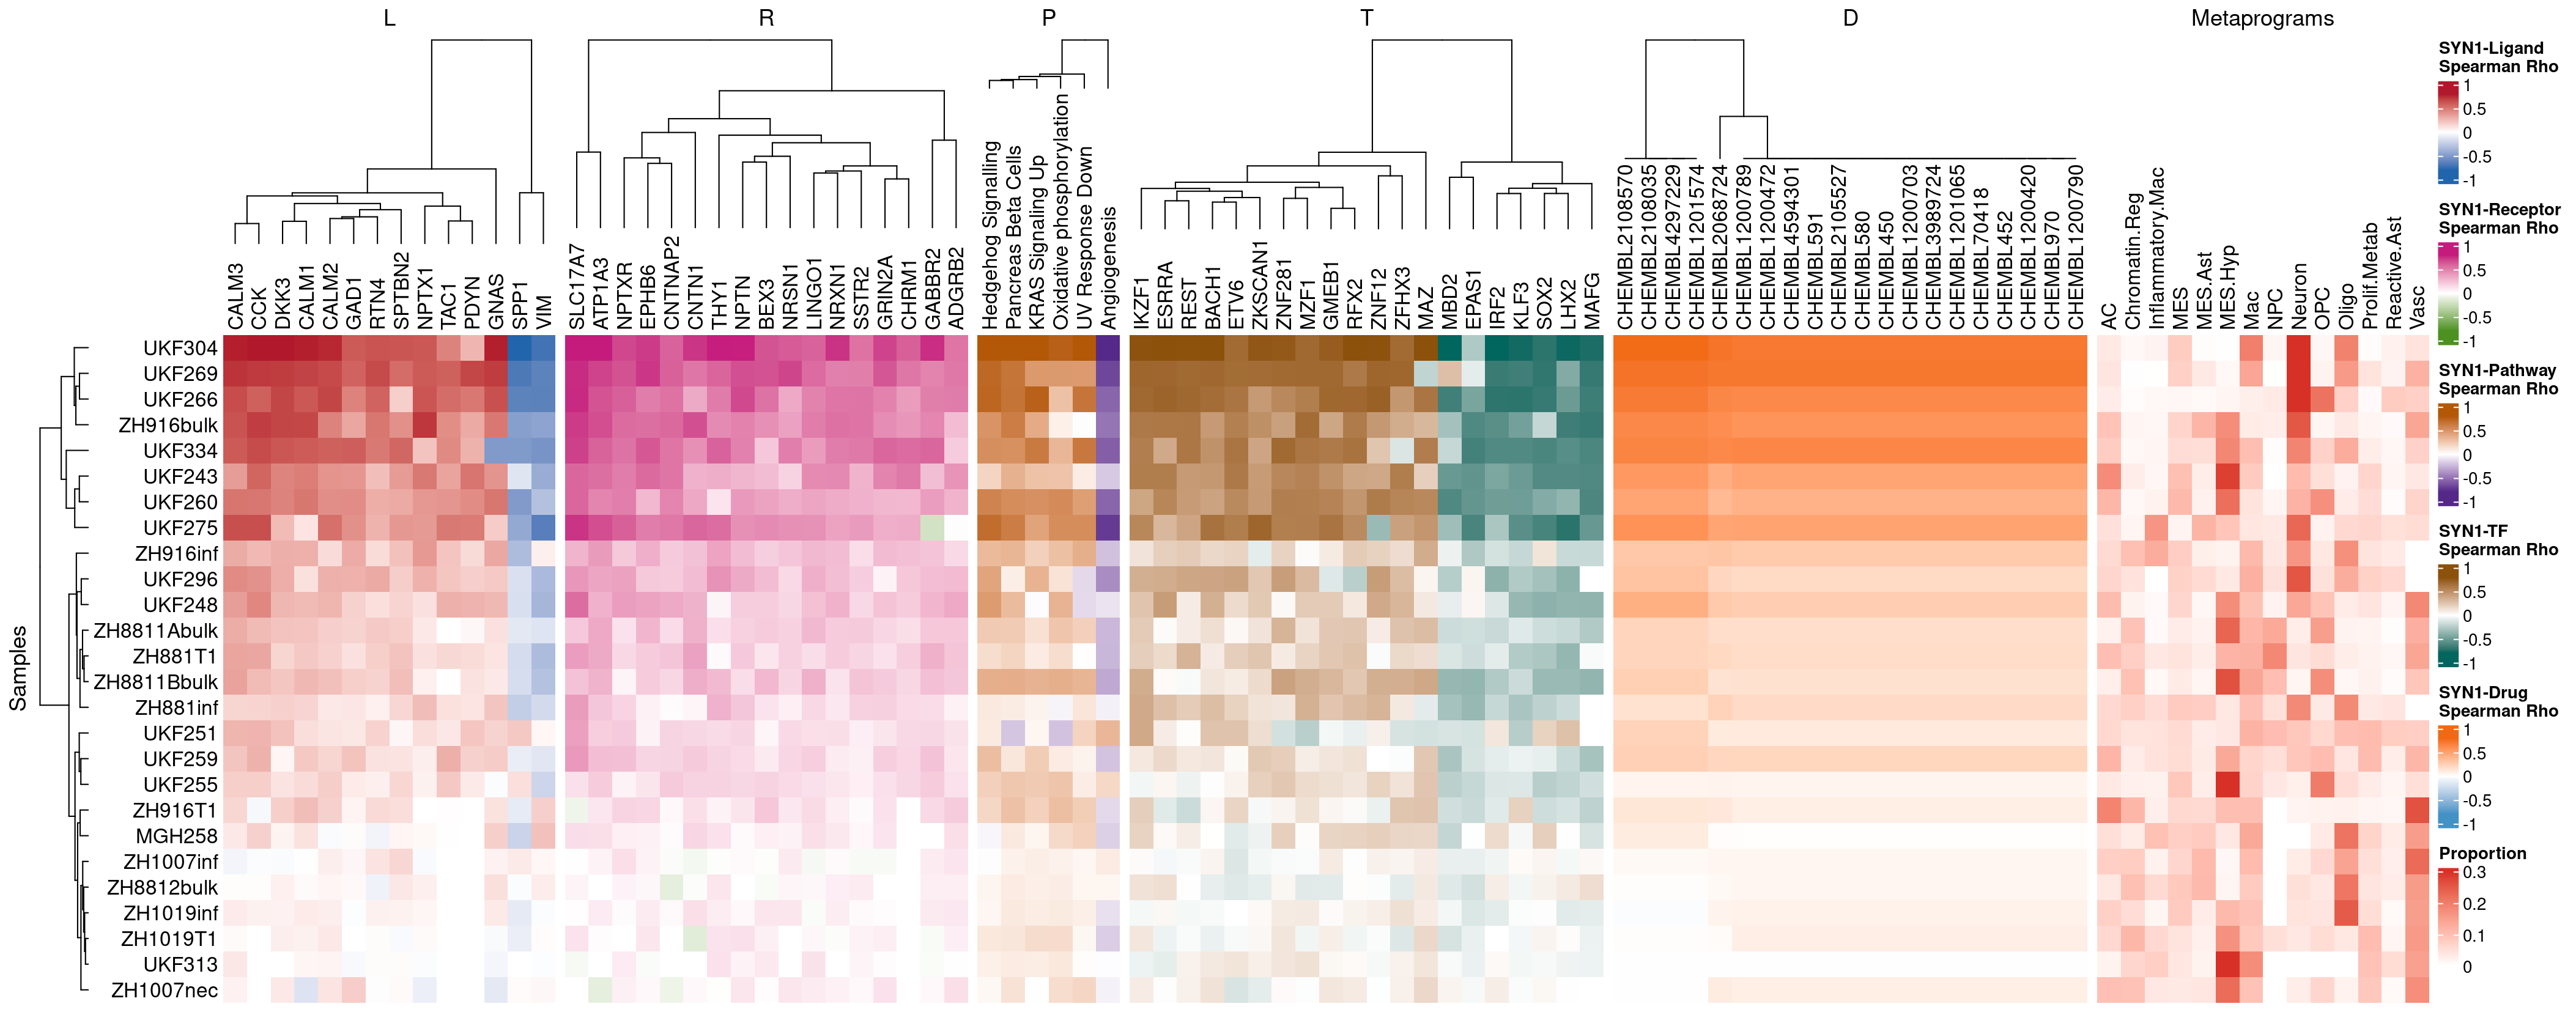 L R P T D Metaprograms
CALM3
CCK
DKK3
CALM1
CALM2
GAD1
RTN4
SPTBN2
NPTX1
TAC1
PDYN
GNAS
SPP1
VIM
SLC17A7
ATP1A3
NPTXR
EPHB6
CNTNAP2
CNTN1
THY1
NPTN
BEX3
NRSN1
LINGO1
NRXN1
SSTR2
GRIN2A
CHRM1
GABBR2
ADGRB2
Hedgehog Signalling
Pancreas Beta Cells
KRAS Signaling Up
Oxidative phosphorylation
UV Response Down
Angiogenesis
IKZF1
ESRRA
REST
BACH1
ETV6
ZKSCAN1
ZNF281
MZF1
GMEB1
RFX2
ZNF12
ZFHX3
MAZ
MBD2
EPAS1
IRF2
KLF3
SOX2
LHX2
MAFG
CHEMBL2108570
CHEMBL2108035
CHEMBL4297229
CHEMBL1201574
CHEMBL2068724
CHEMBL1200789
CHEMBL1200472
CHEMBL4594301
CHEMBL591
CHEMBL2105527
CHEMBL580
CHEMBL450
CHEMBL1200703
CHEMBL3989724
CHEMBL1201065
CHEMBL70418
CHEMBL452
CHEMBL1200420
CHEMBL970
CHEMBL1200790
AC
Chromatin.Reg
Inflammatory.Mac
MES
MES.Ast
MES.Hyp
Mac
NPC
Neuron
OPC
Oligo
Prolif.Metab
Reactive.Ast
Vasc
Samples
UKF304
UKF269
UKF266
ZH916bulk
UKF334
UKF243
UKF260
UKF275
ZH916inf
UKF296
UKF248
ZH8811Abulk
ZH881T1
ZH8811Bbulk
ZH881inf
UKF251
UKF259
UKF255
ZH916T1
MGH258
ZH1007inf
ZH8812bulk
ZH1019inf
ZH1019T1
UKF313
ZH1007nec
SYN1-Ligand
Spearman Rho
1
0.5
0
-0.5
-1
SYN1-Receptor
Spearman Rho
1
0.5
0
-0.5
-1
SYN1-Pathway
Spearman Rho
1
0.5
0
-0.5
-1
SYN1-TF
Spearman Rho
1
0.5
0
-0.5
-1
SYN1-Drug
Spearman Rho
1
0.5
0
-0.5
-1
Proportion
0.3
0.2
0.1
0